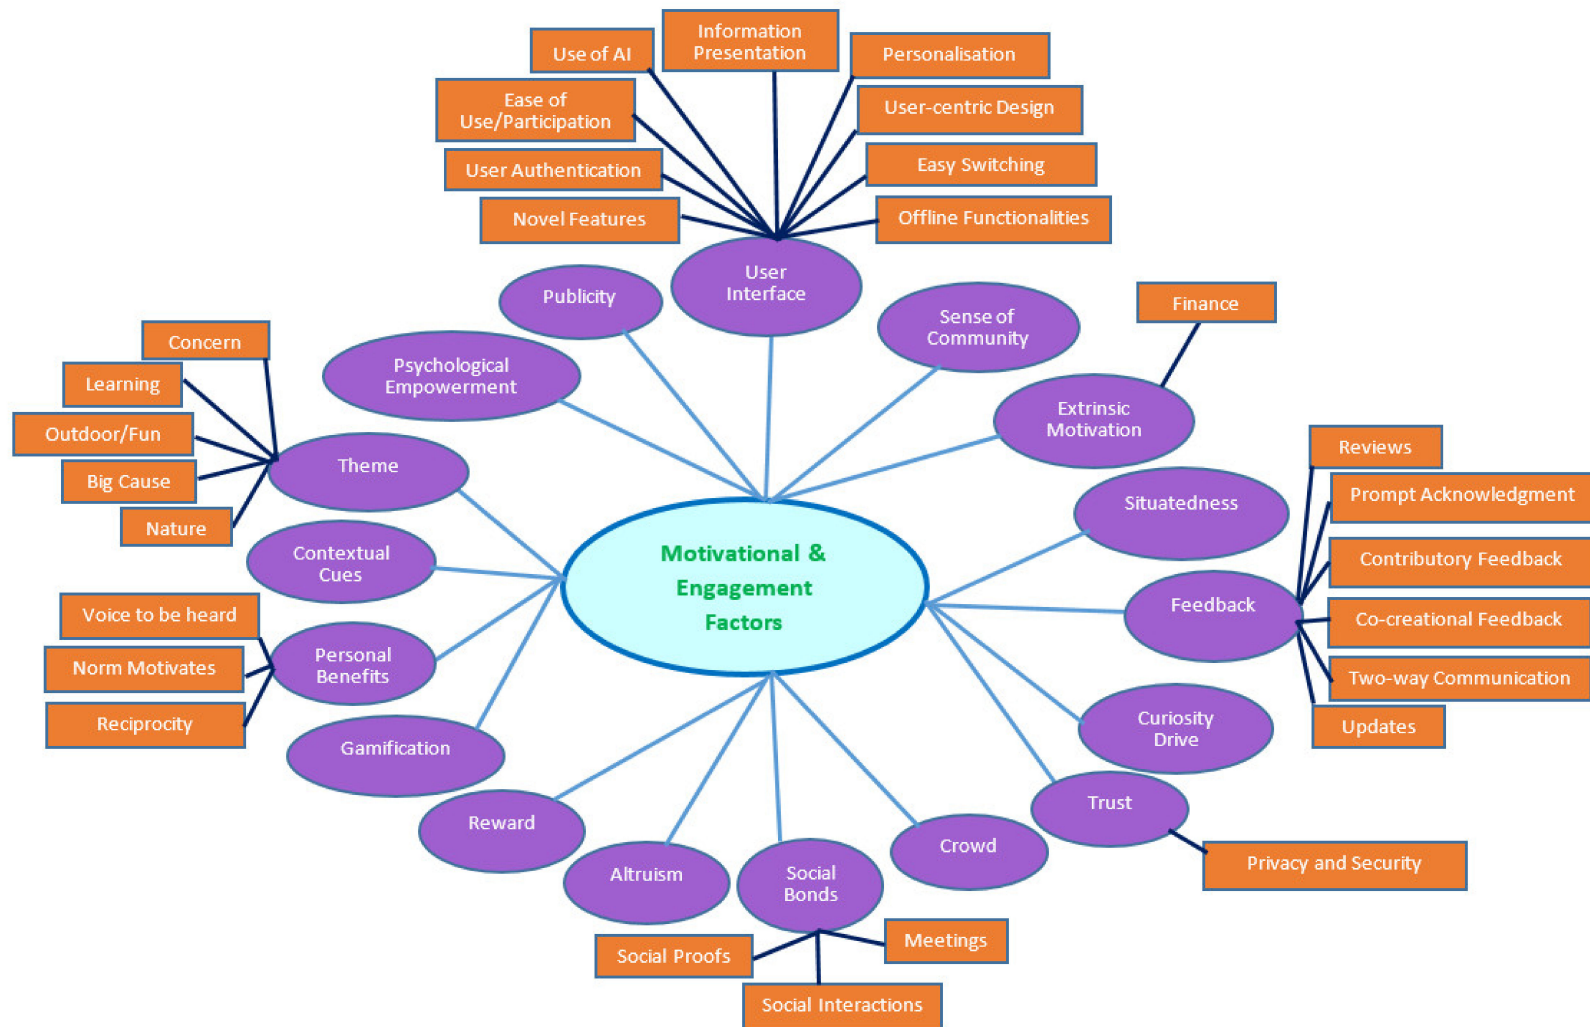 Information
Presentation
Use of AI
Personalisation
Ease of
Use/Participation
User-centric Design
User Authentication
Easy Switching
Novel Features
Offline Functionalities
User
Interface
Publicity
Sense of
Community
Finance
Psychological
Empowerment
Extrinsic
Motivation
Concern
Learning
Outdoor/Fun
Big Cause
Nature
Theme
Situatedness
Reviews
Prompt Acknowledgment
Contributory Feedback
Co-creational Feedback
Two-way Communication
Updates
Feedback
Contextual
Cues
Motivational &
Engagement
Factors
Voice to be heard
Norm Motivates
Reciprocity
Personal
Benefits
Gamification
Curiosity
Drive
Reward
Trust
Privacy and Security
Altruism
Social
Bonds
Crowd
Social Proofs
Meetings
Social Interactions